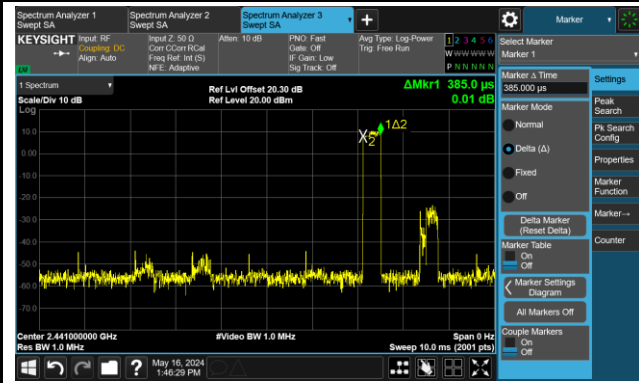 Spectrum Analyzer 1
Swept SA
Spectrum Analyzer 2
Swept SA
Spectrum Analyzer 3
Swept SA
Marker
KEYSIGHT
Input: RF
Coupling: DC
Align: Auto
Input Z: 50 Ω
Corr CCorr RCal
Freq Ref: Int (S)
NFE: Adaptive
Atten: 10 dB
PNO: Fast
Gate: Off
IF Gain: Low
Sig Track: Off
Avg Type: Log-Power
Trig: Free Run
1 2 3 4 5 6
W W W W W W
P N N N N N
1 Spectrum
Scale/Div 10 dB
Log
Ref Lvl Offset 20.30 dB
Ref Level 20.00 dBm
ΔMkr1 385.0 µs
0.01 dB
10.0
0.00
-10.0
-20.0
-30.0
-40.0
-50.0
-60.0
-70.0
X2
1Δ2
Center 2.441000000 GHz
Res BW 1.0 MHz
#Video BW 1.0 MHz
Span 0 Hz
Sweep 10.0 ms (2001 pts)
Select Marker
Marker 1
Marker Δ Time
385.000 µs
Marker Mode
Normal
Delta (Δ)
Fixed
Off
Delta Marker
(Reset Delta)
Marker Table
On
Off
Marker Settings
Diagram
All Markers Off
Couple Markers
On
Off
Settings
Peak
Search
Pk Search
Config
Properties
Marker
Function
Marker→
Counter
May 16, 2024
1:46:29 PM